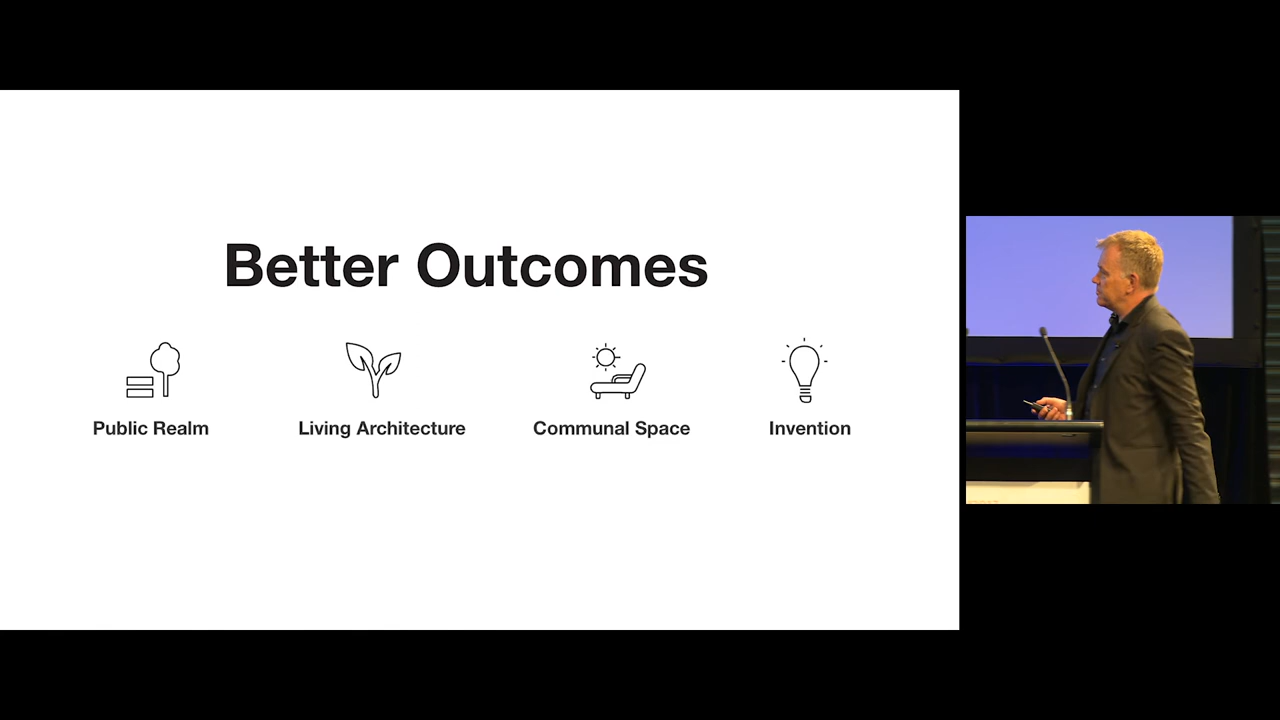 Better Outcomes
Public Realm
Living Architecture
Communal Space
Invention